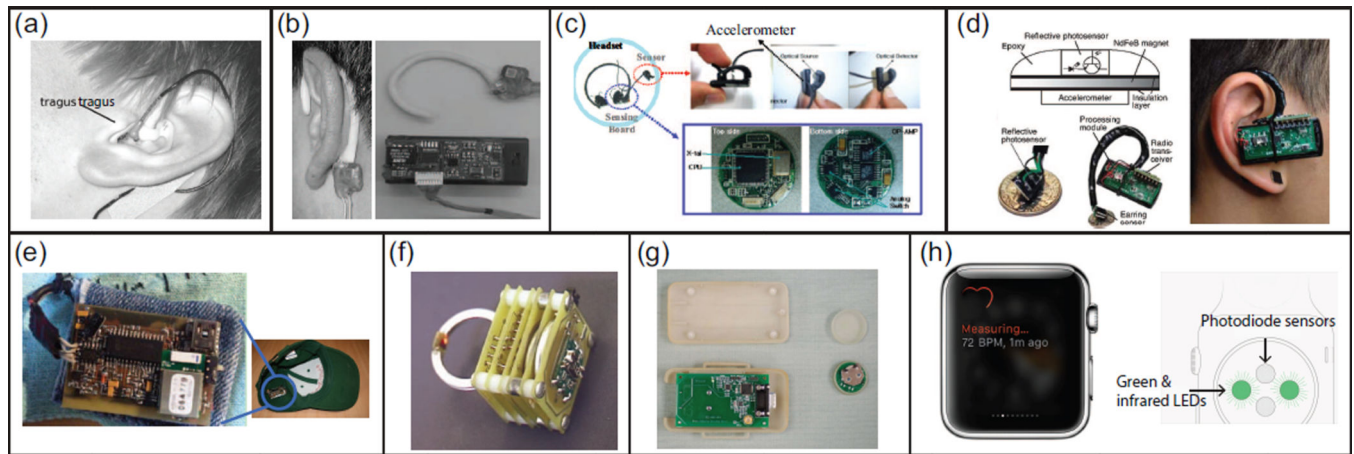 (a)
tragus tragus
(b)
(c)
Accelerometer
Headset
Sensor
Sensing
Board
Optical Source
Optical Detector
ector
Top side
Bottom side
OP-AMP
X-tal
CPU
Analog
Switch
(d)
Reflective photosensor
NdFeB magnet
Epoxy
Accelerometer
Insulation
layer
Reflective
photosensor
Processing
module
Radio
trans-
ceiver
Earring
sensor
(e)
(f)
(g)
(h)
Measuring...
72 BPM, 1m ago
Photodiode sensors
Green &
infrared LEDs